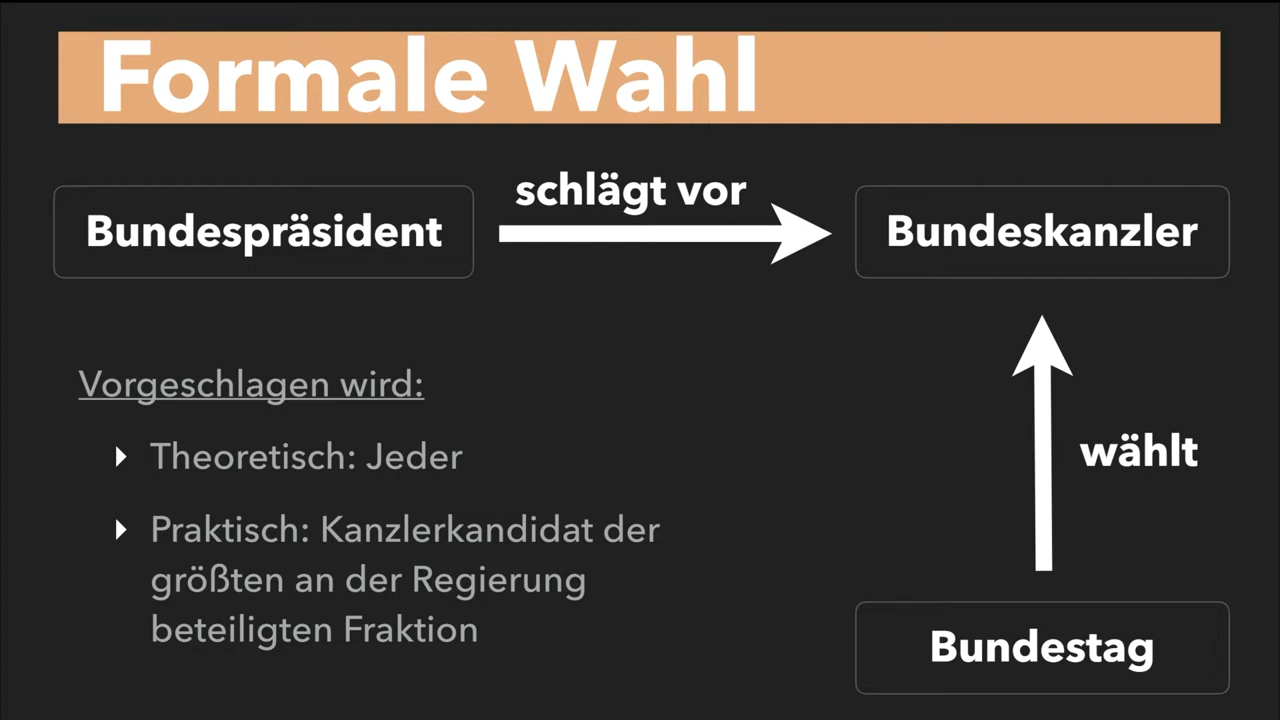 Formale Wahl
schlägt vor
Bundespräsident
Bundeskanzler
Vorgeschlagen wird:
Theoretisch: Jeder
Praktisch: Kanzlerkandidat der
größten an der Regierung
beteiligten Fraktion
wählt
Bundestag